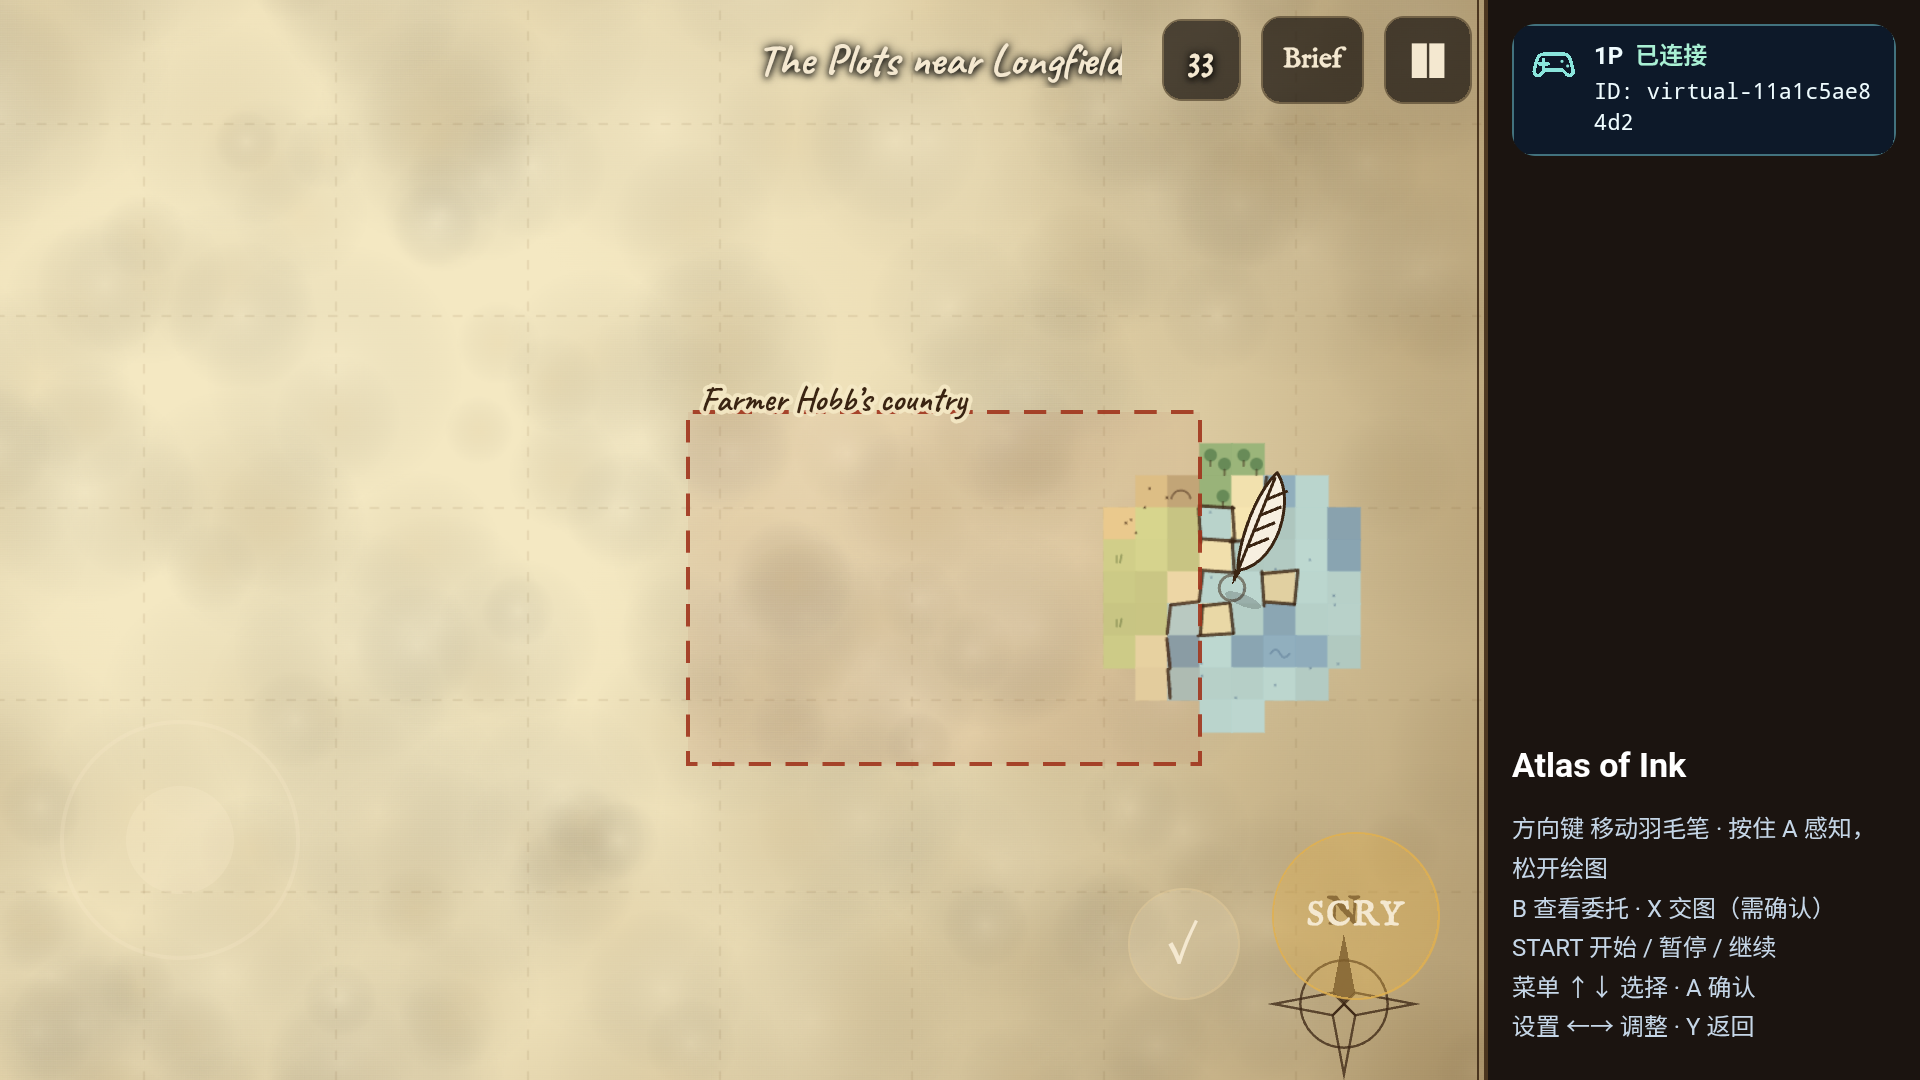 The Plots near Longfield
33
Brief
1P 已连接
ID: virtual-11a1c5ae8
4d2
Farmer Hobb's country
Atlas of Ink
方向键 移动羽毛笔 · 按住 A 感知，
松开绘图
B 查看委托 · X 交图（需确认）
START 开始 / 暂停 / 继续
菜单 ↑↓ 选择 · A 确认
设置 ←→ 调整 · Y 返回
N
SCRY